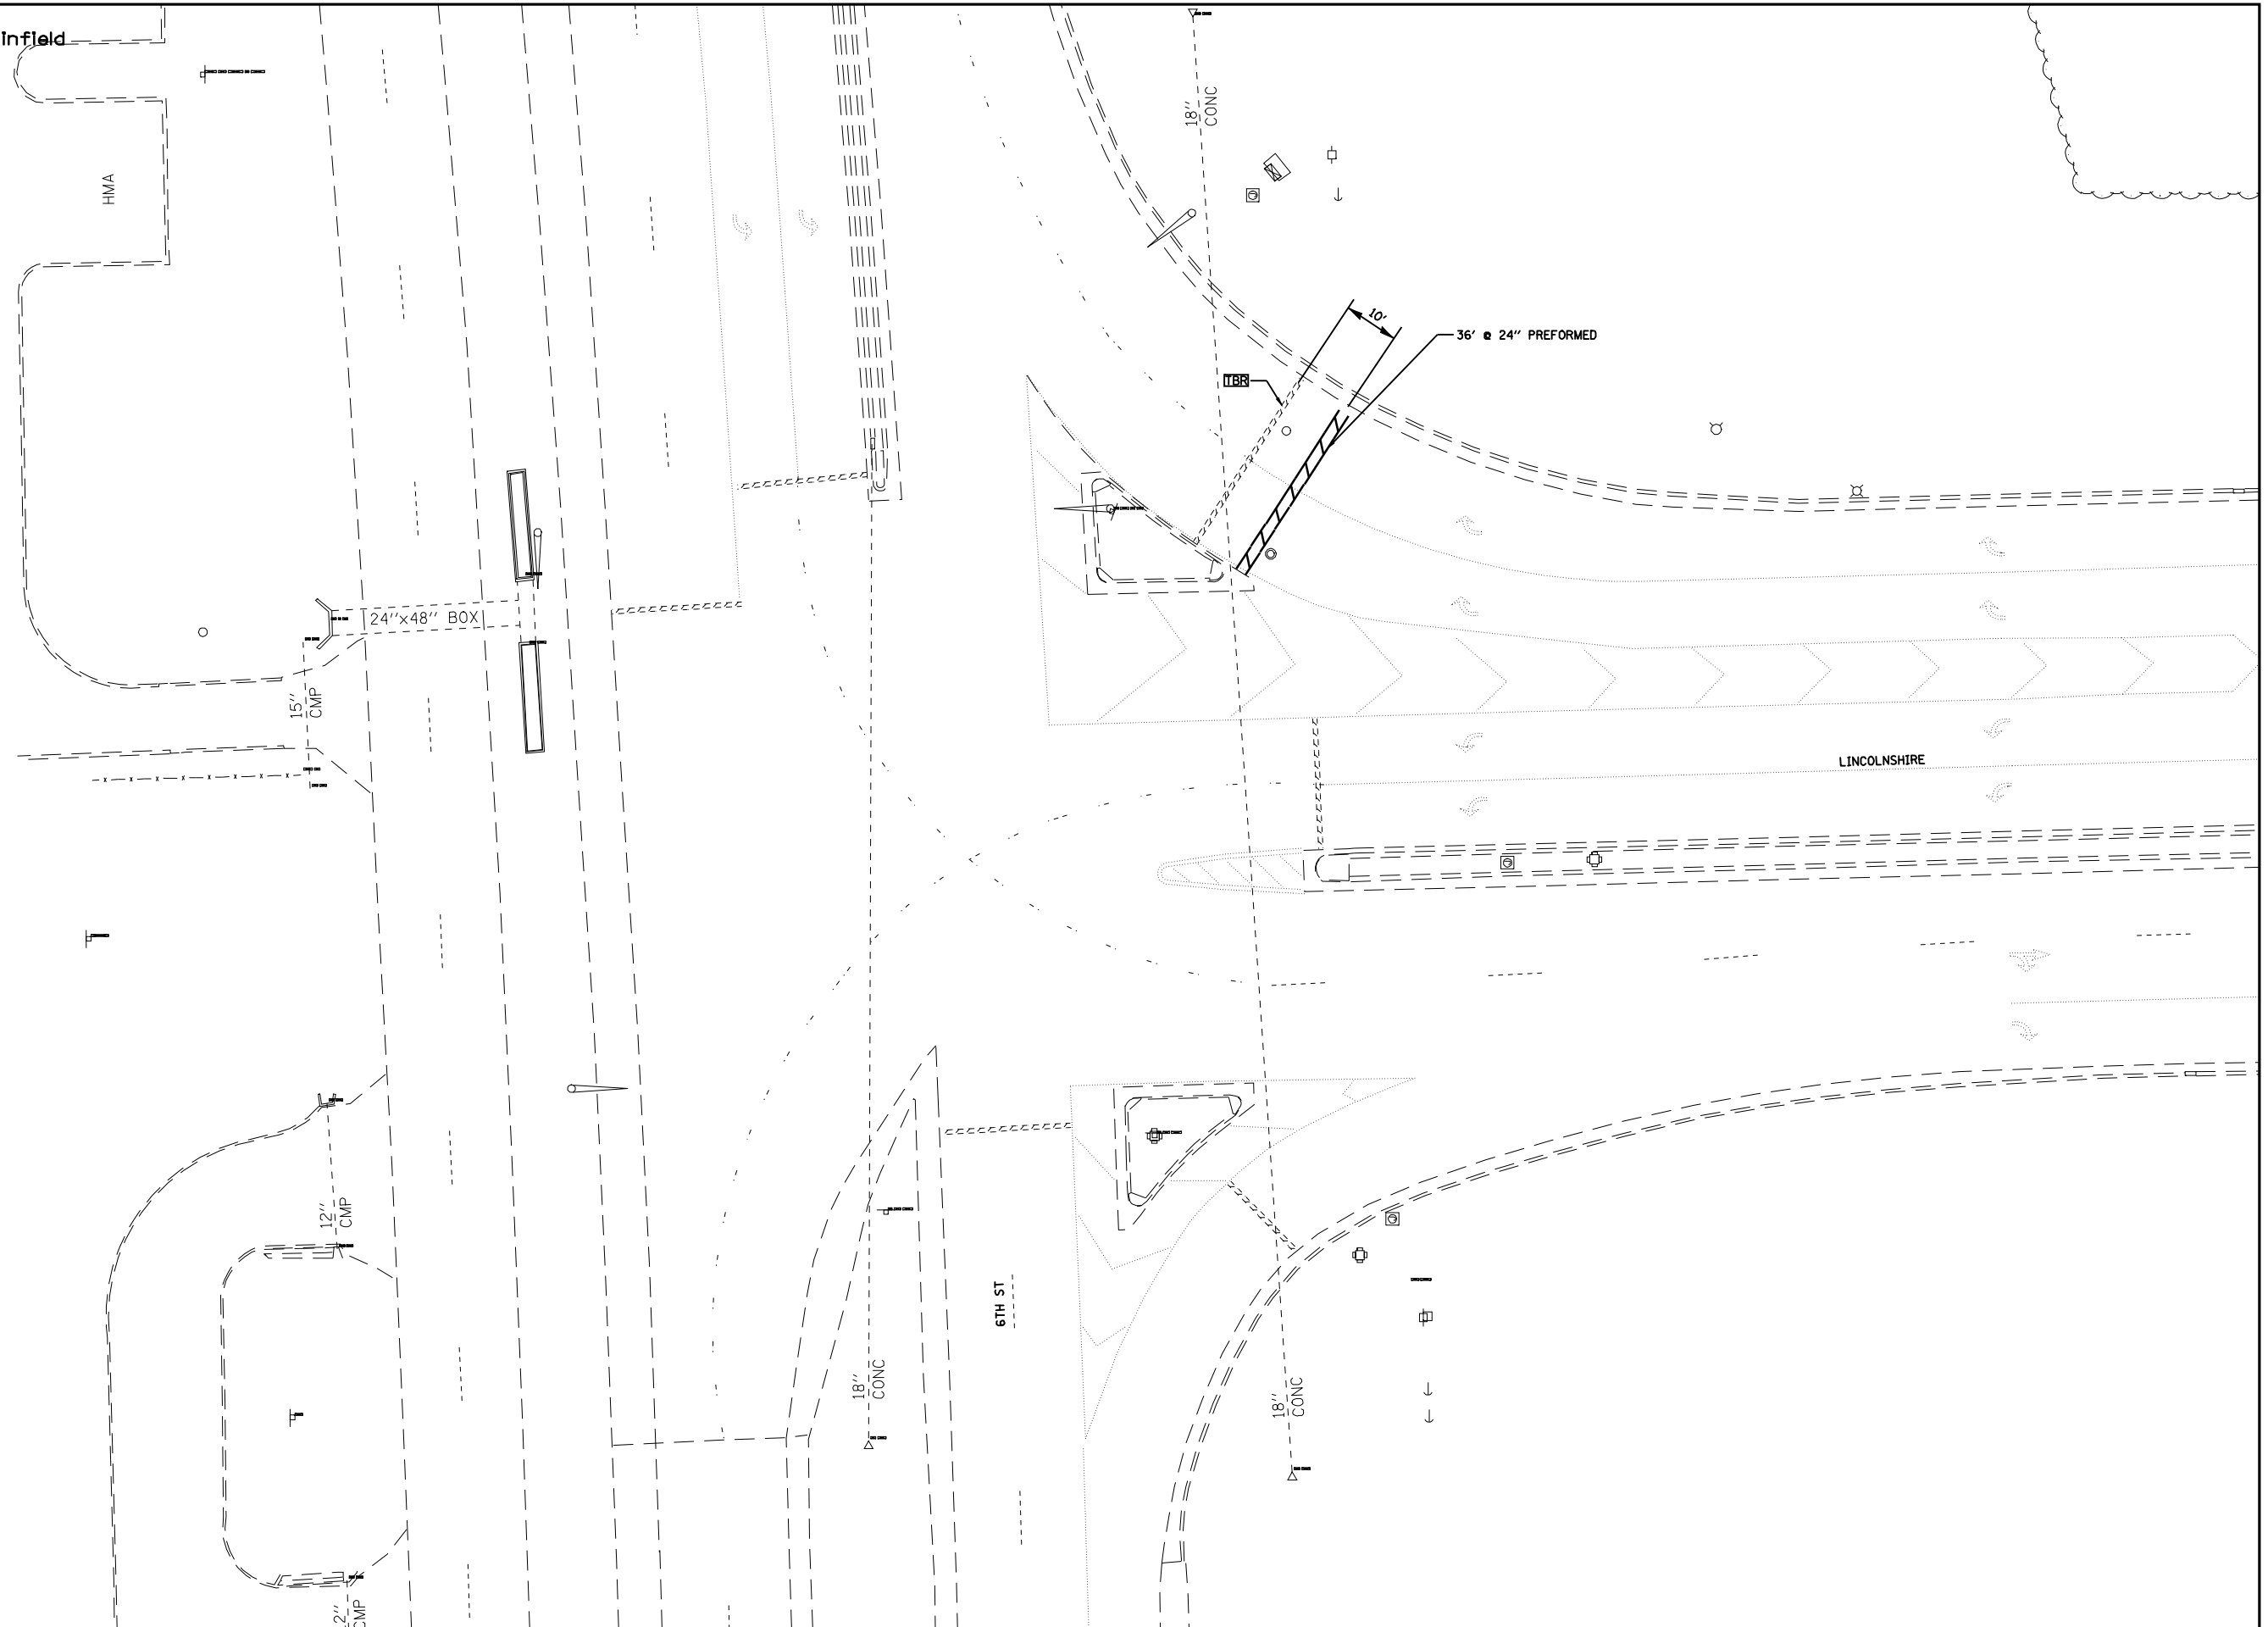 infield
HMA
18"
CONC
10'
36' @ 24" PREFORMED
TBR
24"x48" BOX
15"
CMP
LINCOLNSHIRE
12"
CMP
6TH ST
18"
CONC
18"
CONC
2"
CMP